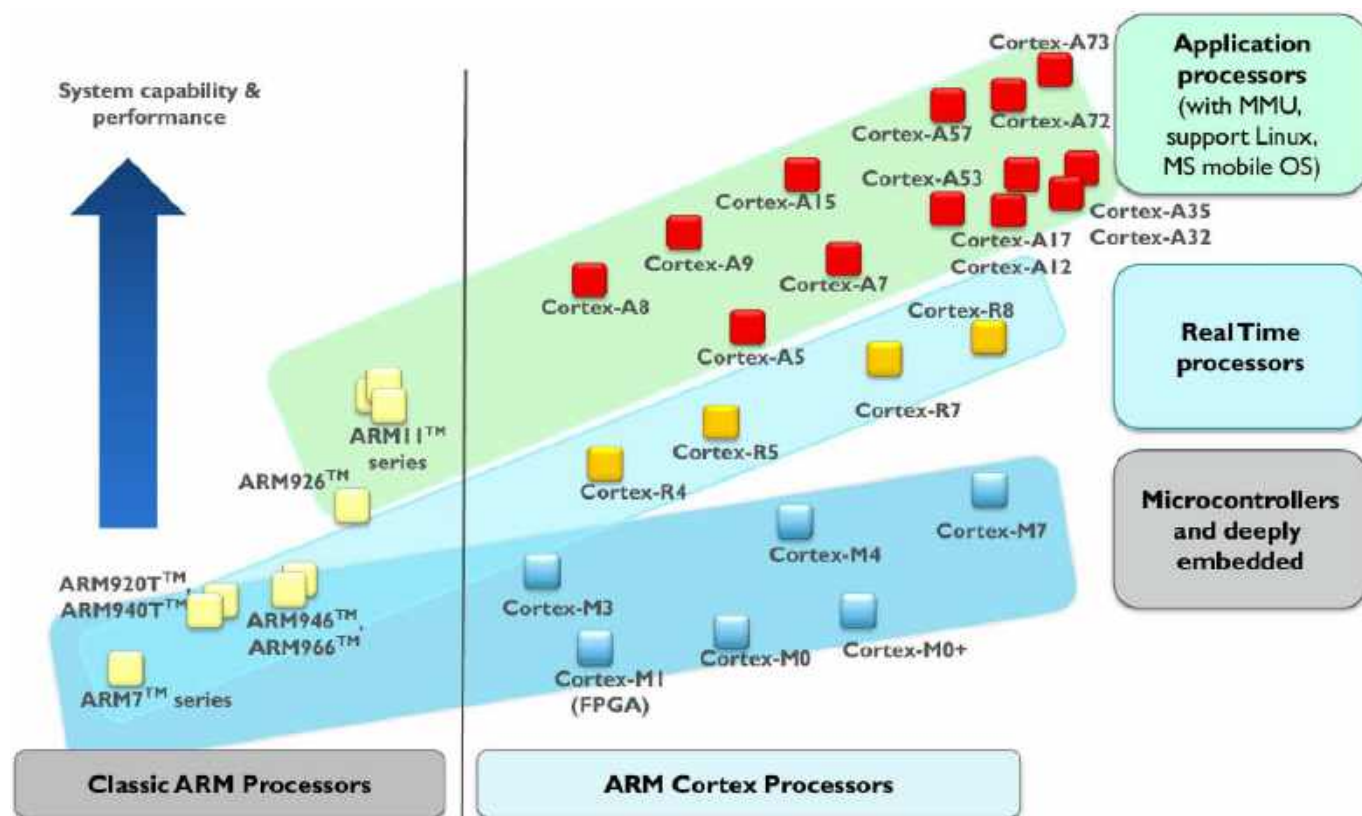 System capability &
performance
Cortex-A73
Cortex-A72
Cortex-A57
Cortex-A53
Cortex-A15
Cortex-A35
Cortex-A32
Cortex-A17
Cortex-A12
Cortex-A9
Cortex-A7
Cortex-A8
Cortex-A5
Cortex-R8
Cortex-R7
Cortex-R5
Cortex-R4
ARM11™
series
ARM926™
Cortex-M7
Cortex-M4
Cortex-M3
Cortex-M0+
Cortex-M0
Cortex-M1
(FPGA)
ARM920T™,
ARM940T™
ARM946™,
ARM966™,
ARM7™ series
Application
processors
(with MMU,
support Linux,
MS mobile OS)
Real Time
processors
Microcontrollers
and deeply
embedded
Classic ARM Processors
ARM Cortex Processors